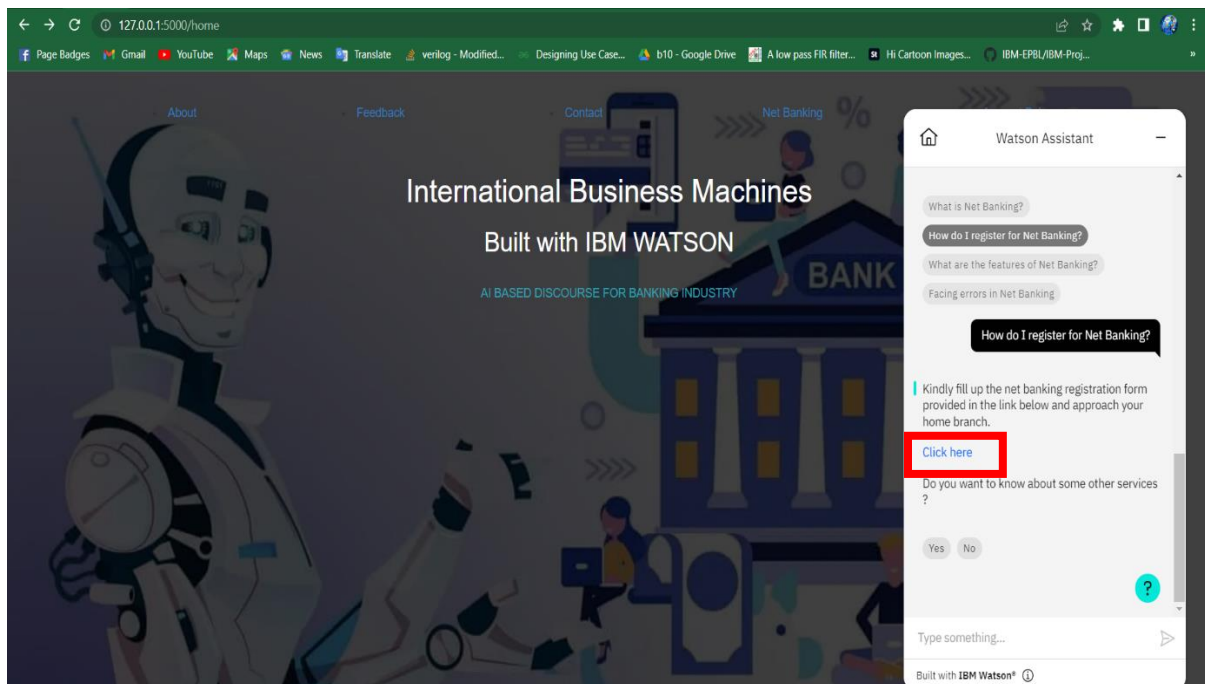 127.0.0.1:5000/home
Page Badges Gmail YouTube Maps News Translate verilog - Modified... Designing Use Case... b10 - Google Drive A low pass FIR filter... Hi Cartoon Images... IBM-EPBL/IBM-Proj... »
About Feedback Contact Net Banking
International Business Machines
Built with IBM WATSON
AI BASED DISCOURSE FOR BANKING INDUSTRY
BANK
%
Watson Assistant
What is Net Banking?
How do I register for Net Banking?
What are the features of Net Banking?
Facing errors in Net Banking
How do I register for Net Banking?
Kindly fill up the net banking registration form
provided in the link below and approach your
home branch.
Click here
Do you want to know about some other services
?
Yes No
?
Type something...
Built with IBM Watson®